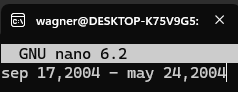 wagner@DESKTOP-K75V9G5:
GNU nano 6.2
sep 17,2004 - may 24,2004